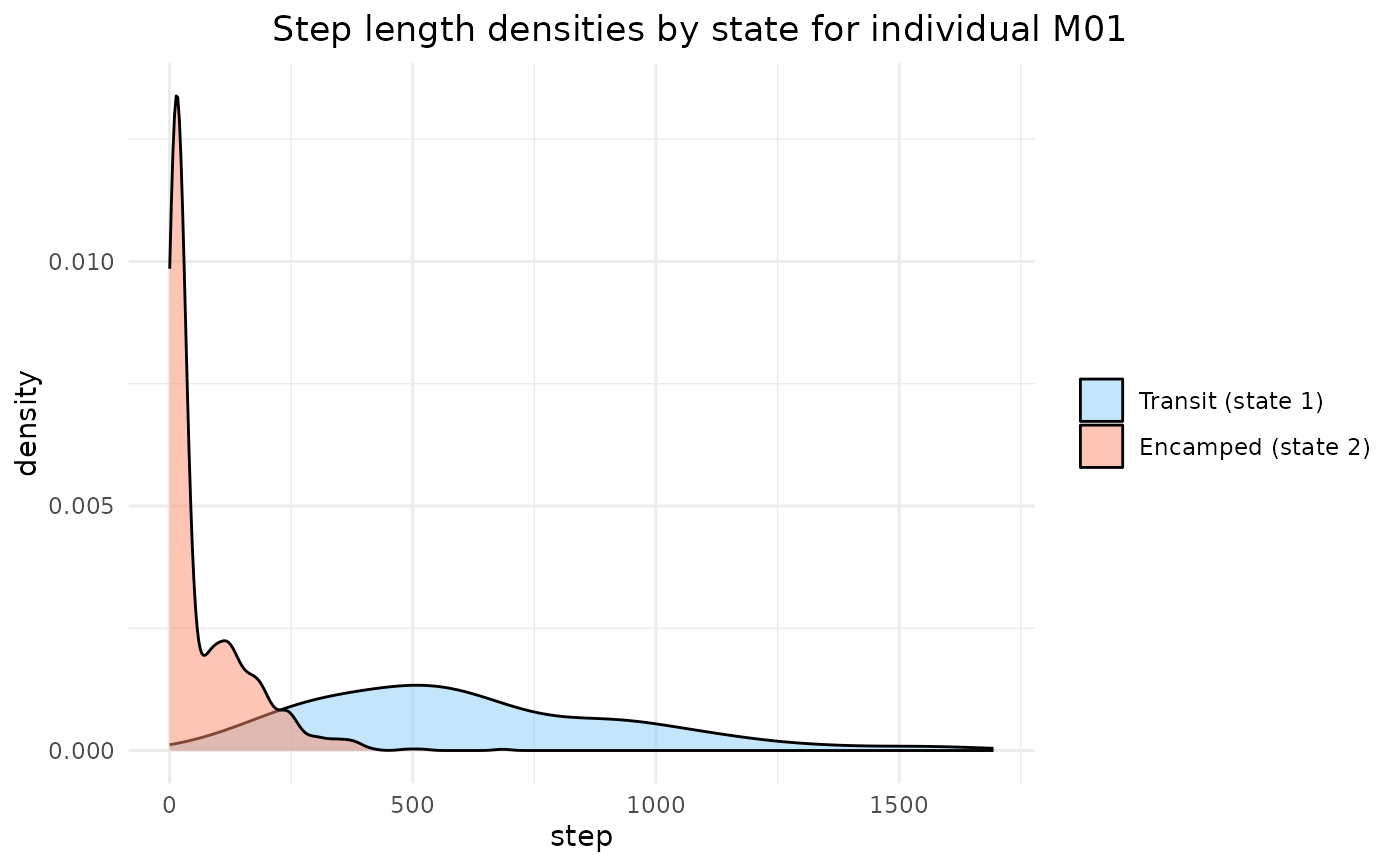 Step length densities by state for individual M01
density
0.010
0.005
0.000
0
500
1000
1500
step
Transit (state 1)
Encamped (state 2)